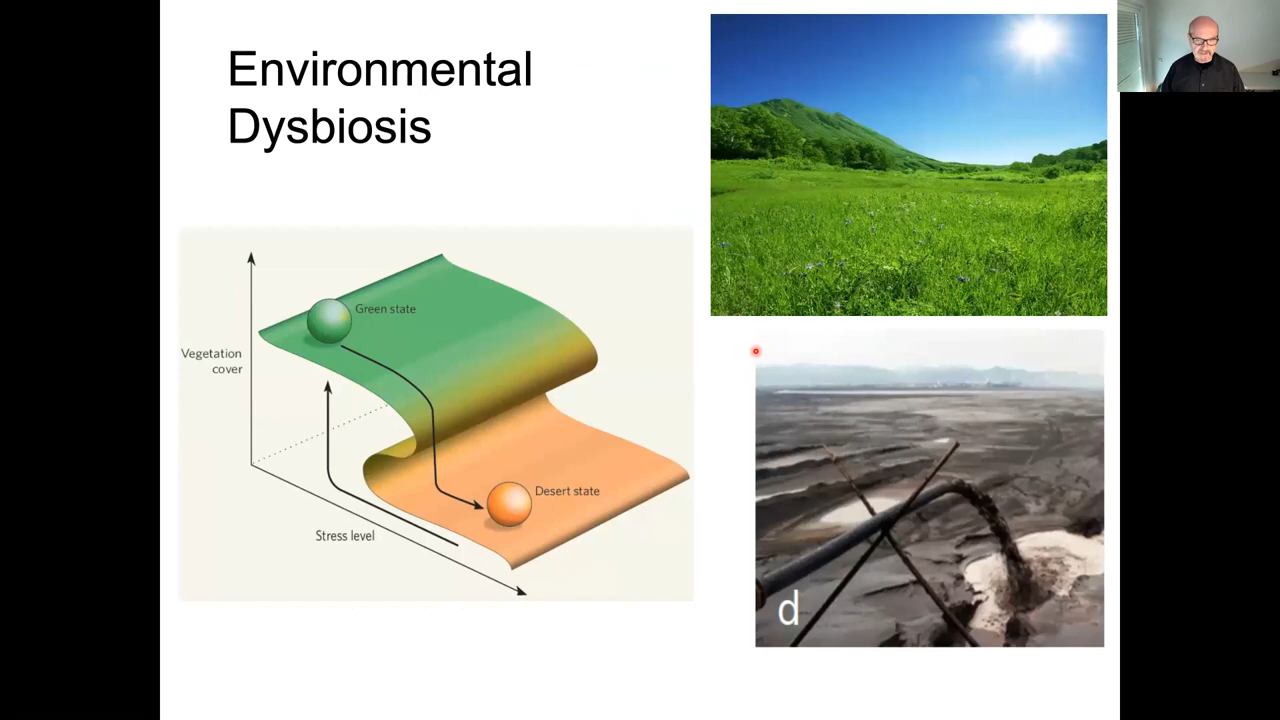 Environmental
Dysbiosis
Green state
Vegetation
cover
Desert state
Stress level
d